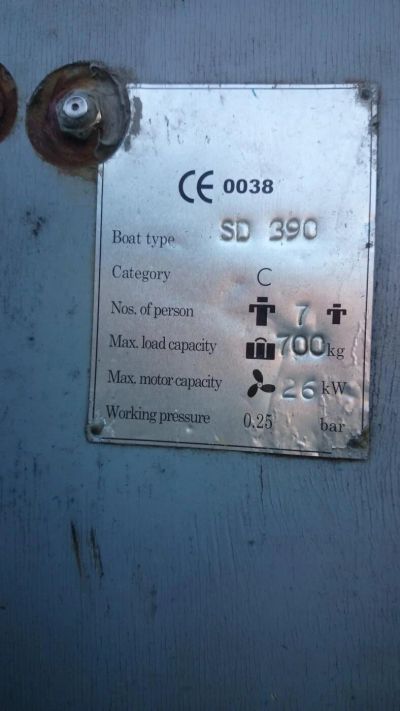 CE 0038
Boat type SD 390
Category C
Nos. of person 7
Max. load capacity 700 kg
Max. motor capacity 26 kW
Working pressure 0,25 bar